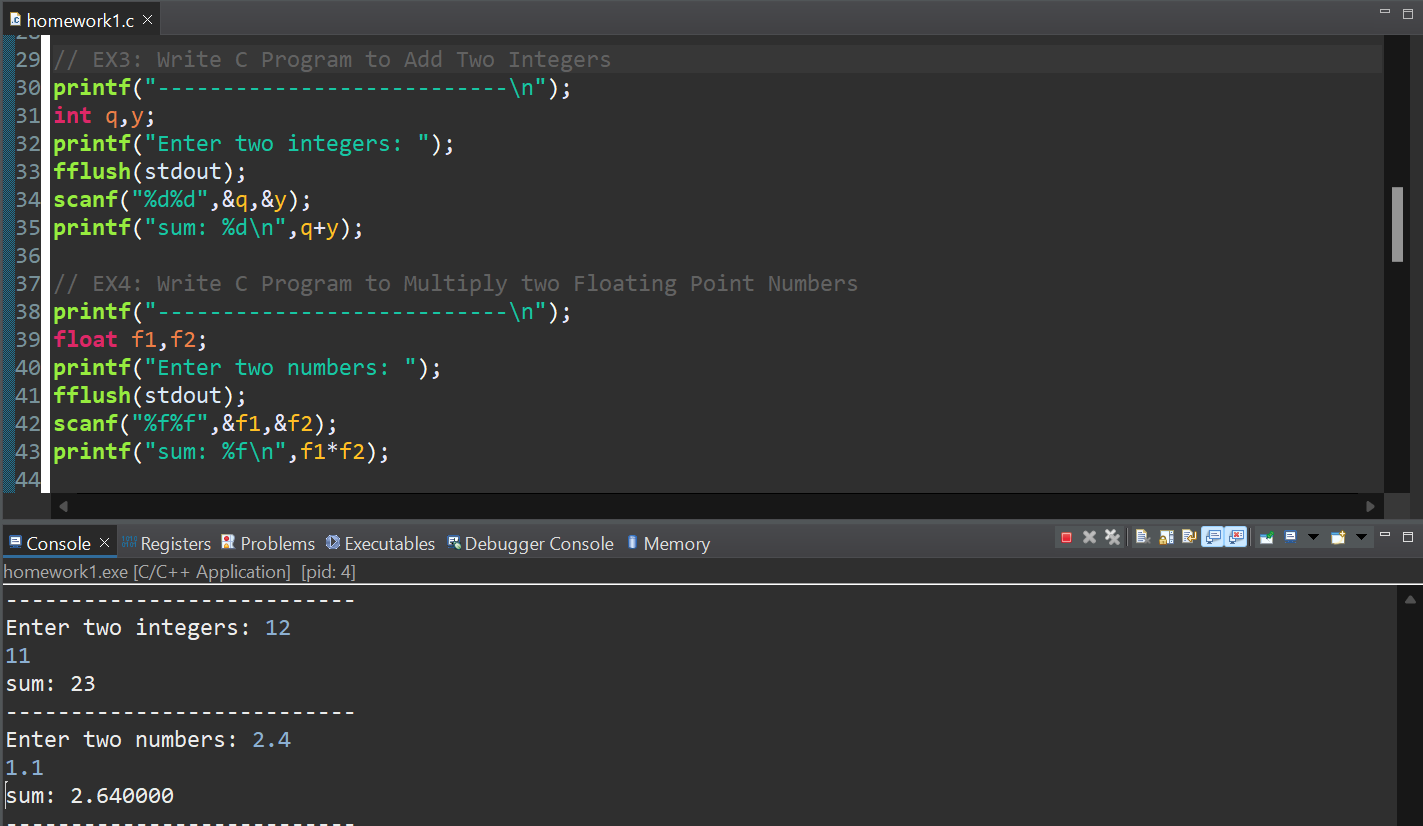 homework1.c
28
29 // EX3: Write C Program to Add Two Integers
30 printf("---------------------------\n");
31 int q,y;
32 printf("Enter two integers: ");
33 fflush(stdout);
34 scanf("%d%d",&q,&y);
35 printf("sum: %d\n",q+y);
36
37 // EX4: Write C Program to Multiply two Floating Point Numbers
38 printf("---------------------------\n");
39 float f1,f2;
40 printf("Enter two numbers: ");
41 fflush(stdout);
42 scanf("%f%f",&f1,&f2);
43 printf("sum: %f\n",f1*f2);
44
Console Registers Problems Executables Debugger Console Memory
homework1.exe [C/C++ Application] [pid: 4]
---------------------------
Enter two integers: 12
11
sum: 23
---------------------------
Enter two numbers: 2.4
1.1
sum: 2.640000
---------------------------